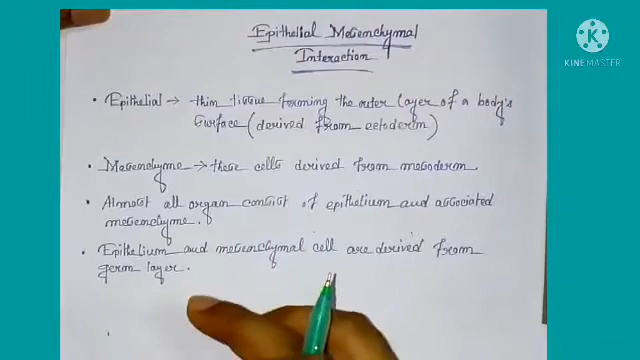 Epithelial Mesenchymal
Interaction
KINEMASTER
• Epithelial → thin tissue forming the outer layer of a body's
surface (derived from ectoderm)
• Mesenchyme → these cells derived from mesoderm.
• Almost all organ consist of epithelium and associated
mesenchyme.
• Epithelium and mesenchymal cell are derived from
germ layer.